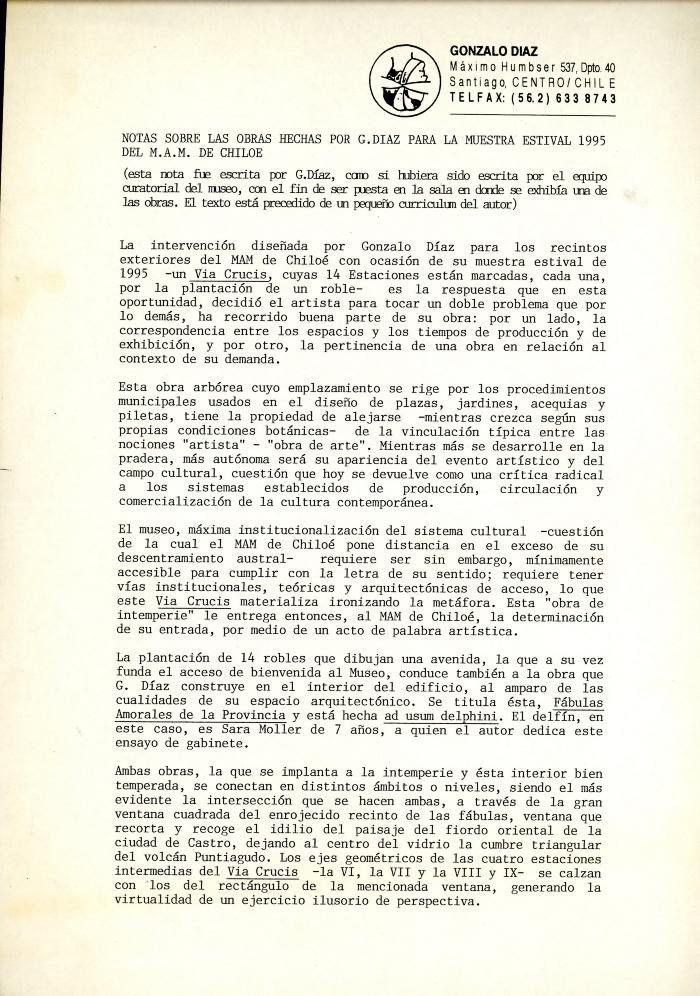 GONZALO DIAZ
Máximo Humbser 537, Dpto. 40
Santiago, CENTRO / CHILE
TELFAX: (56.2) 633 8743
NOTAS SOBRE LAS OBRAS HECHAS POR G.DIAZ PARA LA MUESTRA ESTIVAL 1995
DEL M.A.M. DE CHILOE
(esta nota fue escrita por G.Díaz, como si hubiera sido escrita por el equipo
curatorial del museo, con el fin de ser puesta en la sala en donde se exhibía una de
las obras. El texto está precedido de un pequeño curriculum del autor)
La intervención diseñada por Gonzalo Díaz para los recintos
exteriores del MAM de Chiloé con ocasión de su muestra estival de
1995 -un Via Crucis, cuyas 14 Estaciones están marcadas, cada una,
por la plantación de un roble- es la respuesta que en esta
oportunidad, decidió el artista para tocar un doble problema que por
lo demás, ha recorrido buena parte de su obra: por un lado, la
correspondencia entre los espacios y los tiempos de producción y de
exhibición, y por otro, la pertinencia de una obra en relación al
contexto de su demanda.
Esta obra arbórea cuyo emplazamiento se rige por los procedimientos
municipales usados en el diseño de plazas, jardines, acequias y
piletas, tiene la propiedad de alejarse -mientras crezca según sus
propias condiciones botánicas- de la vinculación típica entre las
nociones "artista" - "obra de arte". Mientras más se desarrolle en la
pradera, más autónoma será su apariencia del evento artístico y del
campo cultural, cuestión que hoy se devuelve como una crítica radical
a los sistemas establecidos de producción, circulación y
comercialización de la cultura contemporánea.
El museo, máxima institucionalización del sistema cultural -cuestión
de la cual el MAM de Chiloé pone distancia en el exceso de su
descentramiento austral- requiere ser sin embargo, mínimamente
accesible para cumplir con la letra de su sentido; requiere tener
vías institucionales, teóricas y arquitectónicas de acceso, lo que
este Via Crucis materializa ironizando la metáfora. Esta "obra de
intemperie" le entrega entonces, al MAM de Chiloé, la determinación
de su entrada, por medio de un acto de palabra artística.
La plantación de 14 robles que dibujan una avenida, la que a su vez
funda el acceso de bienvenida al Museo, conduce también a la obra que
G. Díaz construye en el interior del edificio, al amparo de las
cualidades de su espacio arquitectónico. Se titula ésta, Fábulas
Amorales de la Provincia y está hecha ad usum delphini. El delfín, en
este caso, es Sara Moller de 7 años, a quien el autor dedica este
ensayo de gabinete.
Ambas obras, la que se implanta a la intemperie y ésta interior bien
temperada, se conectan en distintos ámbitos o niveles, siendo el más
evidente la intersección que se hacen ambas, a través de la gran
ventana cuadrada del enrojecido recinto de las fábulas, ventana que
recorta y recoge el idilio del paisaje del fiordo oriental de la
ciudad de Castro, dejando al centro del vidrio la cumbre triangular
del volcán Puntiagudo. Los ejes geométricos de las cuatro estaciones
intermedias del Via Crucis -la VI, la VII y la VIII y IX- se calzan
con los del rectángulo de la mencionada ventana, generando la
virtualidad de un ejercicio ilusorio de perspectiva.